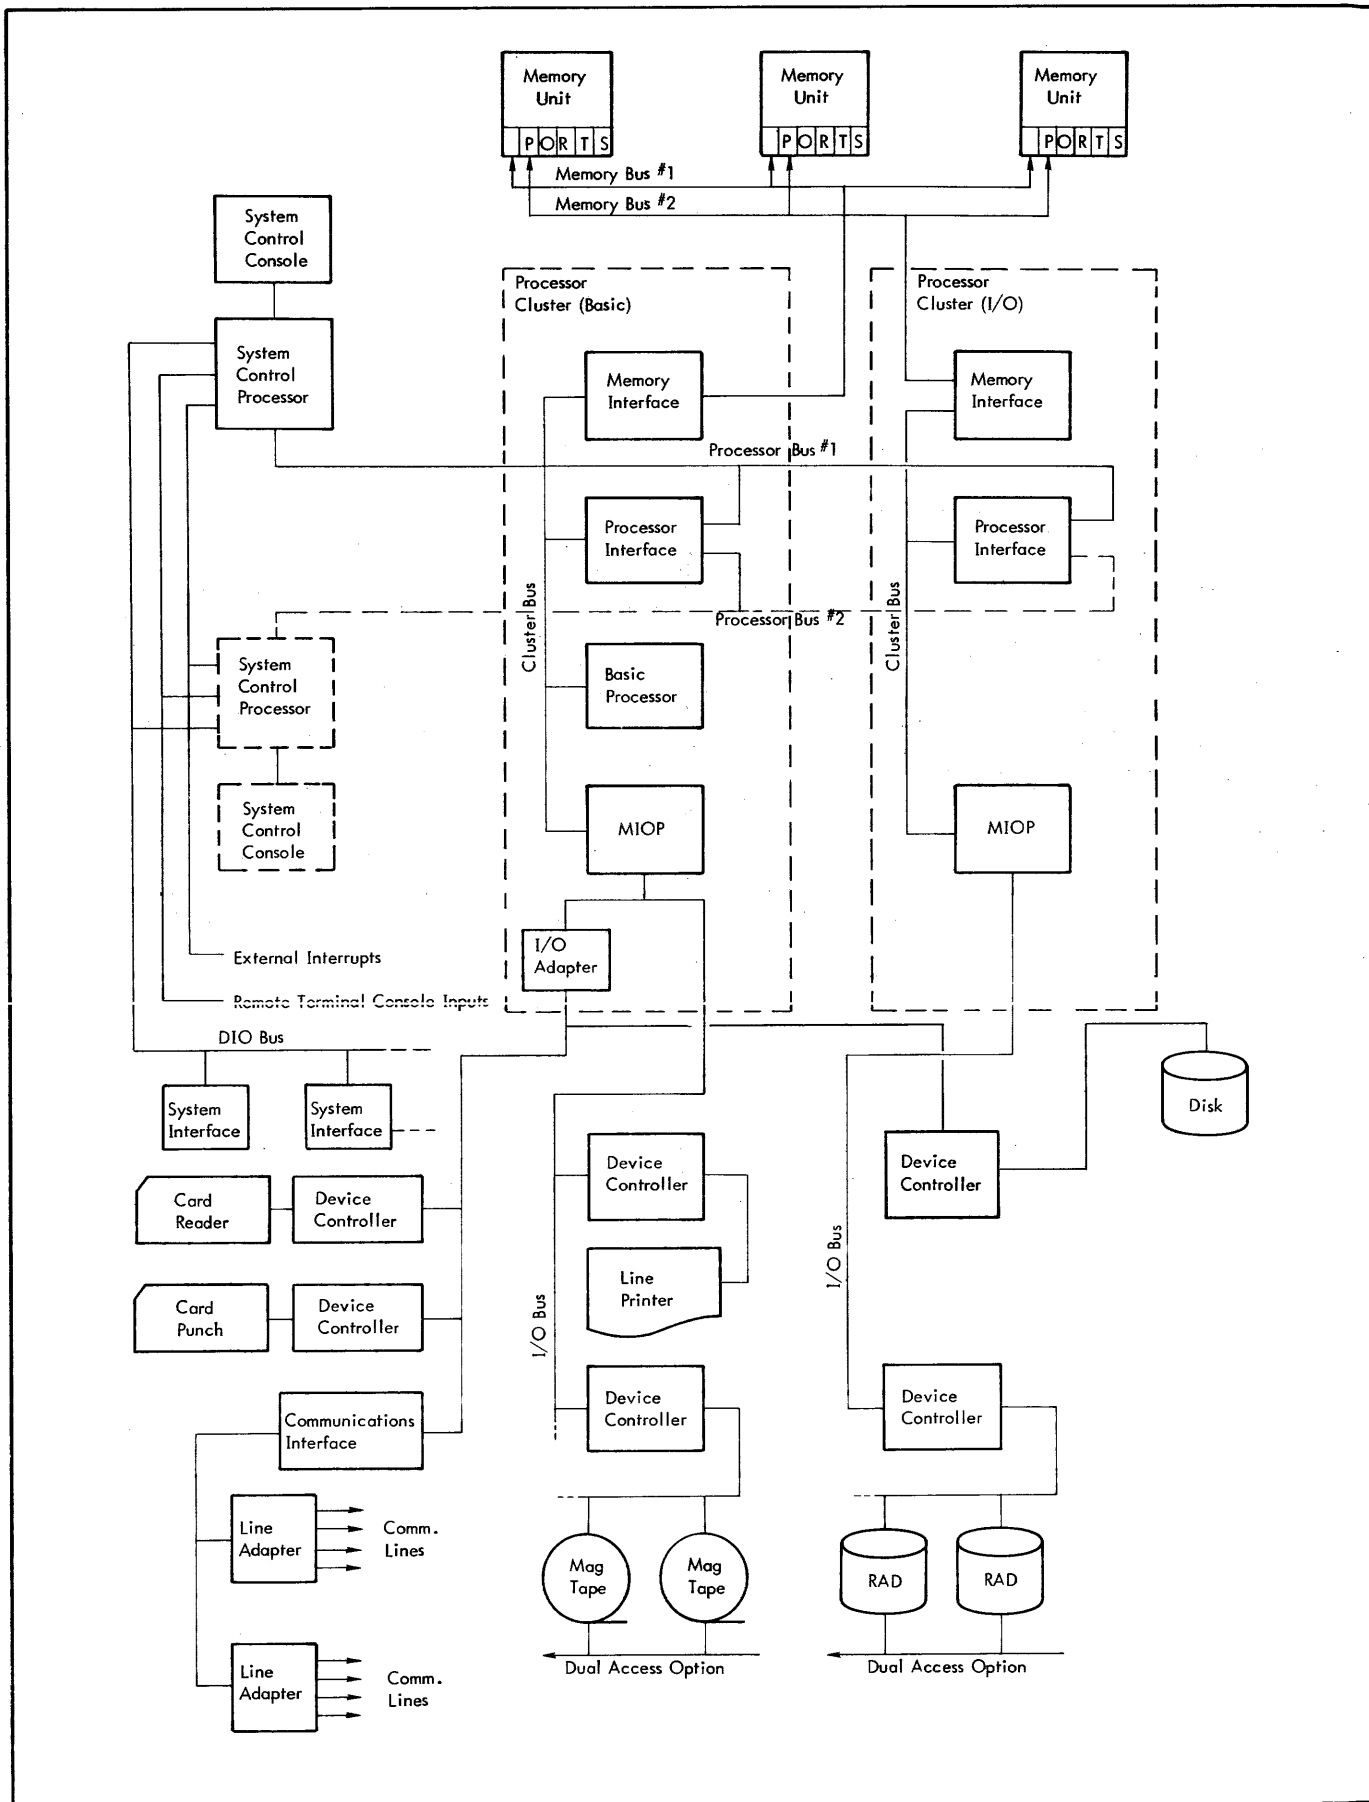 Memory
Unit
PORTS
Memory
Unit
PORTS
Memory
Unit
PORTS
Memory Bus #1
Memory Bus #2
System
Control
Console
Processor
Cluster (Basic)
Processor
Cluster (I/O)
System
Control
Processor
Memory
Interface
Memory
Interface
Processor Bus #1
Processor
Interface
Processor
Interface
Cluster Bus
Cluster Bus
Processor Bus #2
System
Control
Processor
Basic
Processor
System
Control
Console
MIOP
MIOP
I/O
Adapter
External Interrupts
Remote Terminal Console Inputs
DIO Bus
System
Interface
System
Interface
Disk
Device
Controller
Device
Controller
Card
Reader
Device
Controller
I/O Bus
I/O Bus
Line
Printer
Card
Punch
Device
Controller
Device
Controller
Device
Controller
Communications
Interface
Line
Adapter
Comm.
Lines
Mag
Tape
Mag
Tape
RAD
RAD
Dual Access Option
Dual Access Option
Line
Adapter
Comm.
Lines